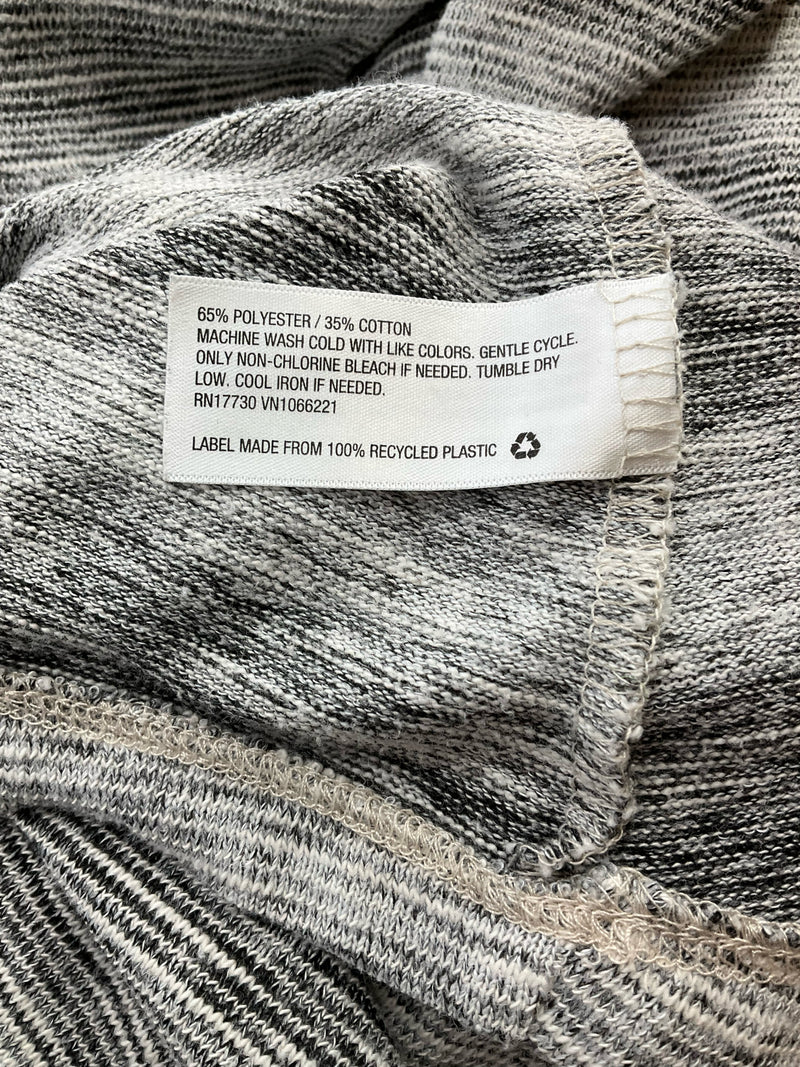 65% POLYESTER / 35% COTTON
MACHINE WASH COLD WITH LIKE COLORS. GENTLE CYCLE.
ONLY NON-CHLORINE BLEACH IF NEEDED. TUMBLE DRY
LOW. COOL IRON IF NEEDED.
RN17730 VN1066221
LABEL MADE FROM 100% RECYCLED PLASTIC